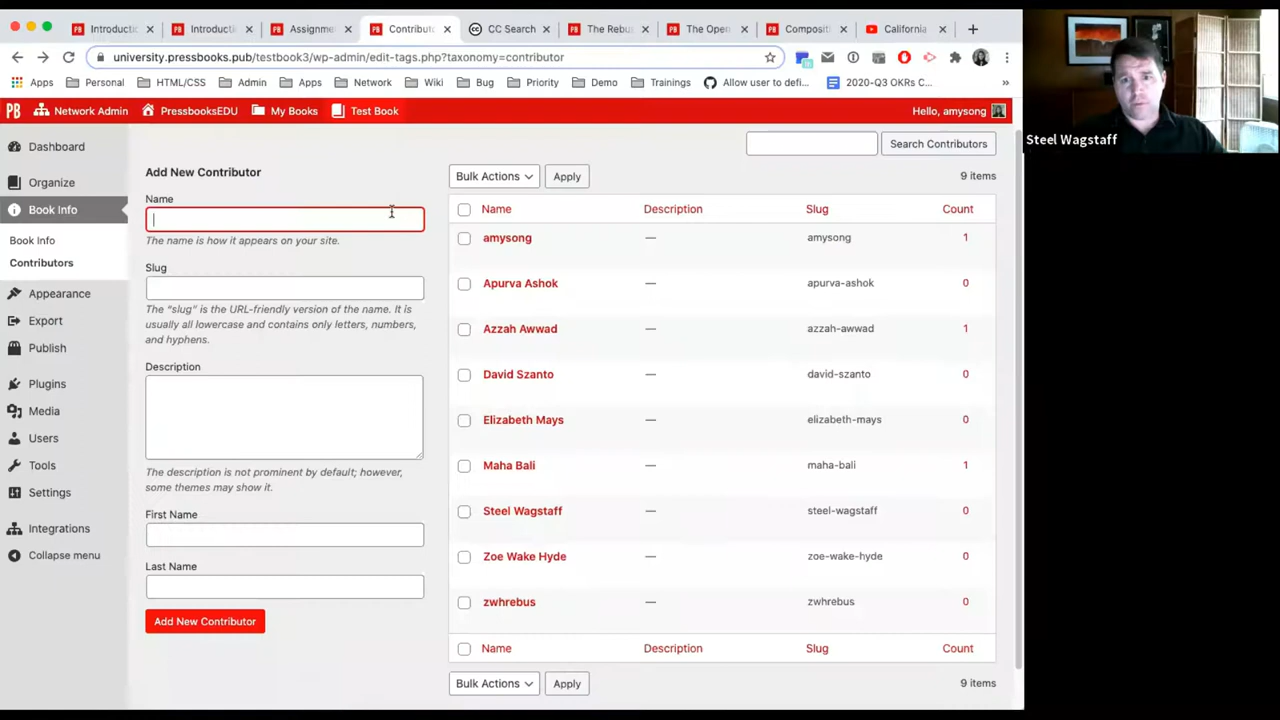 Introductic
Introductic
Assignme
Contributo
CC Search
The Rebus
The Open
Composit
California
university.pressbooks.pub/testbook3/wp-admin/edit-tags.php?taxonomy=contributor
Apps Personal HTML/CSS Admin Apps Network Wiki Bug Priority Demo Trainings Allow user to defi... 2020-Q3 OKRs C... »
PB Network Admin PressbooksEDU My Books Test Book Hello, amysong
Steel Wagstaff
Dashboard
Organize
Book Info
Book Info
Contributors
Appearance
Export
Publish
Plugins
Media
Users
Tools
Settings
Integrations
Collapse menu
Search Contributors
Add New Contributor
Name
The name is how it appears on your site.
Slug
The “slug” is the URL-friendly version of the name. It is
usually all lowercase and contains only letters, numbers,
and hyphens.
Description
The description is not prominent by default; however,
some themes may show it.
First Name
Last Name
Add New Contributor
Bulk Actions Apply 9 items
Name Description Slug Count
amysong — amysong 1
Apurva Ashok — apurva-ashok 0
Azzah Awwad — azzah-awwad 1
David Szanto — david-szanto 0
Elizabeth Mays — elizabeth-mays 0
Maha Bali — maha-bali 1
Steel Wagstaff — steel-wagstaff 0
Zoe Wake Hyde — zoe-wake-hyde 0
zwhrebus — zwhrebus 0
Name Description Slug Count
Bulk Actions Apply 9 items